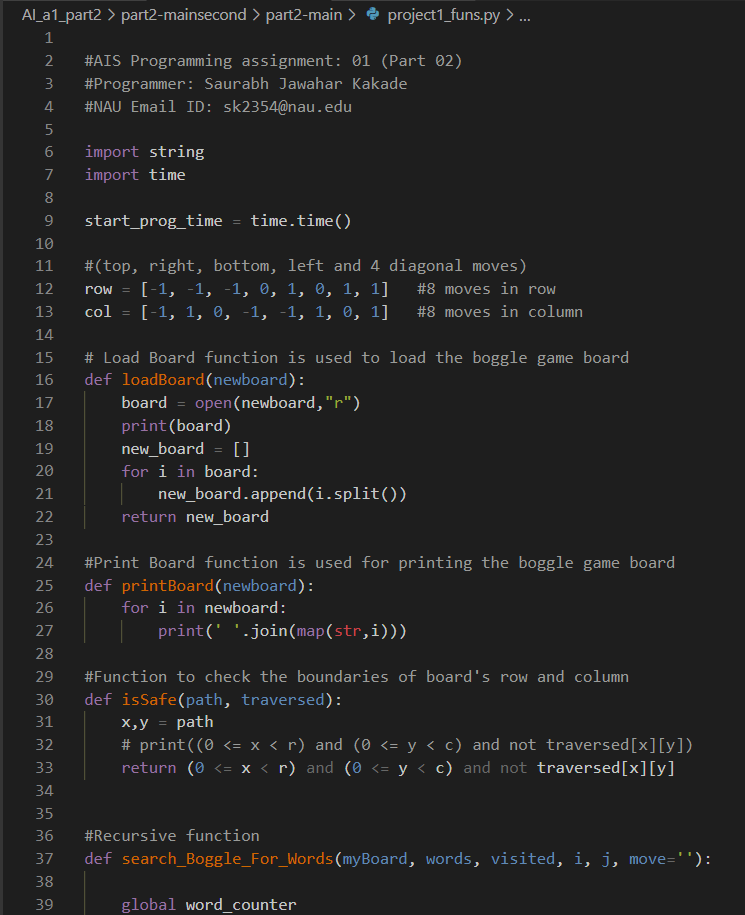 AI_a1_part2 > part2-mainsecond > part2-main > project1_funs.py > ...
1
2 #AIS Programming assignment: 01 (Part 02)
3 #Programmer: Saurabh Jawahar Kakade
4 #NAU Email ID: sk2354@nau.edu
5
6 import string
7 import time
8
9 start_prog_time = time.time()
10
11 #(top, right, bottom, left and 4 diagonal moves)
12 row = [-1, -1, -1, 0, 1, 0, 1, 1]   #8 moves in row
13 col = [-1, 1, 0, -1, -1, 1, 0, 1]   #8 moves in column
14
15 # Load Board function is used to load the boggle game board
16 def loadBoard(newboard):
17     board = open(newboard,"r")
18     print(board)
19     new_board = []
20     for i in board:
21         new_board.append(i.split())
22     return new_board
23
24 #Print Board function is used for printing the boggle game board
25 def printBoard(newboard):
26     for i in newboard:
27         print(' '.join(map(str,i)))
28
29 #Function to check the boundaries of board's row and column
30 def isSafe(path, traversed):
31     x,y = path
32     # print((0 <= x < r) and (0 <= y < c) and not traversed[x][y])
33     return (0 <= x < r) and (0 <= y < c) and not traversed[x][y]
34
35
36 #Recursive function
37 def search_Boggle_For_Words(myBoard, words, visited, i, j, move=''):
38
39     global word_counter